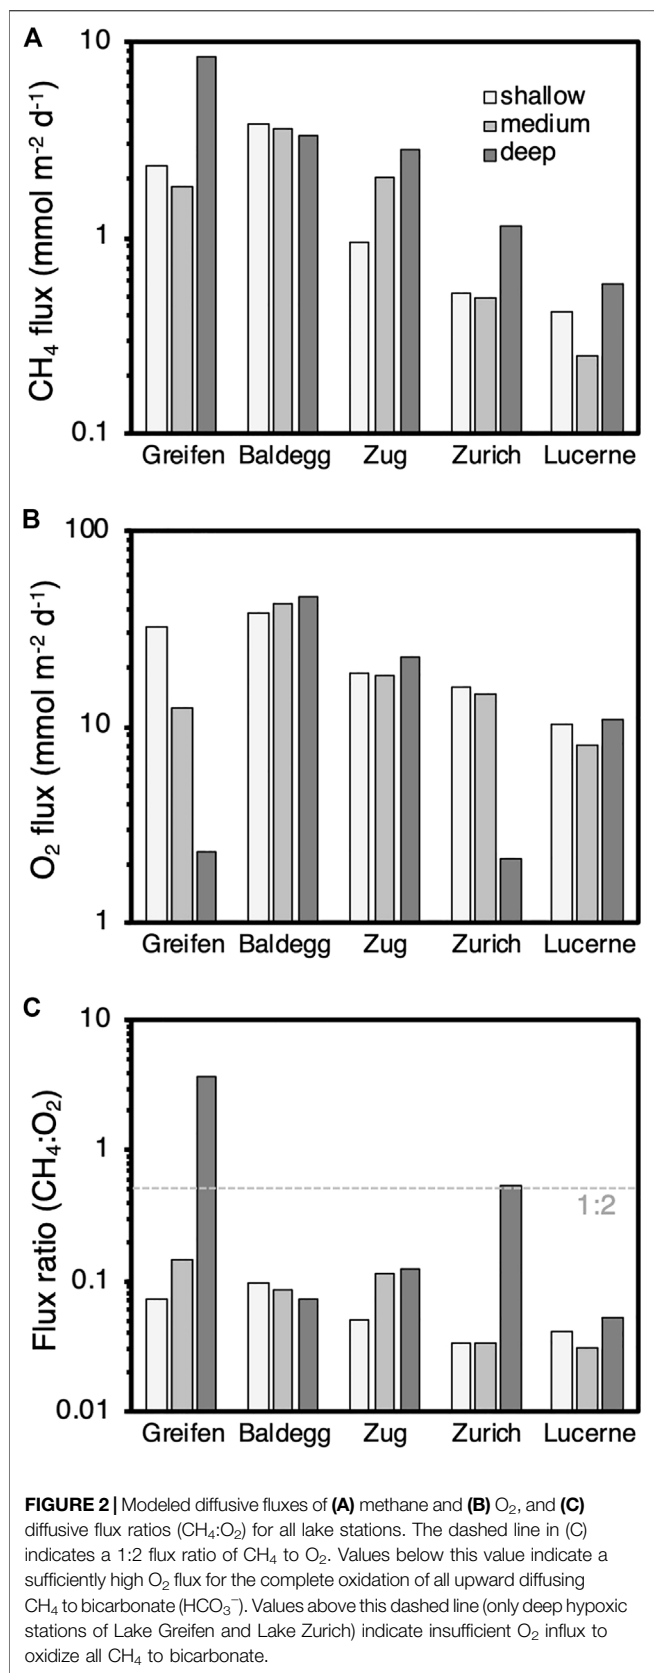 A
10
1
0.1
CH₄ flux (mmol m⁻² d⁻¹)
shallow
medium
deep
Greifen Baldegg Zug Zurich Lucerne
B
100
10
1
O₂ flux (mmol m⁻² d⁻¹)
Greifen Baldegg Zug Zurich Lucerne
C
10
1
0.1
0.01
Flux ratio (CH₄:O₂)
1:2
Greifen Baldegg Zug Zurich Lucerne
FIGURE 2 | Modeled diffusive fluxes of (A) methane and (B) O₂, and (C)
diffusive flux ratios (CH₄:O₂) for all lake stations. The dashed line in (C)
indicates a 1:2 flux ratio of CH₄ to O₂. Values below this value indicate a
sufficiently high O₂ flux for the complete oxidation of all upward diffusing
CH₄ to bicarbonate (HCO₃⁻). Values above this dashed line (only deep hypoxic
stations of Lake Greifen and Lake Zurich) indicate insufficient O₂ influx to
oxidize all CH₄ to bicarbonate.